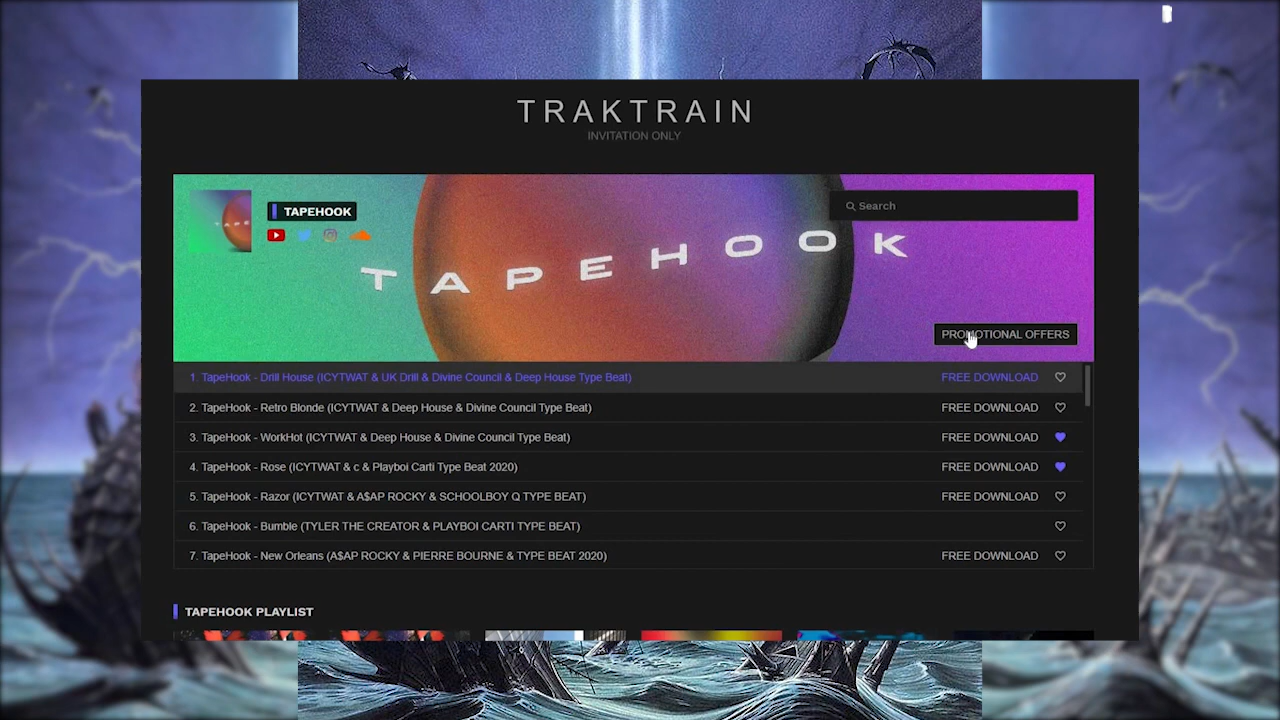 TRAKTRAIN
INVITATION ONLY
TAPE
TAPEHOOK
Search
TAPEHOOK
PROMOTIONAL OFFERS
1. TapeHook - Drill House (ICYTWAT & UK Drill & Divine Council & Deep House Type Beat) FREE DOWNLOAD
2. TapeHook - Retro Blonde (ICYTWAT & Deep House & Divine Council Type Beat) FREE DOWNLOAD
3. TapeHook - WorkHot (ICYTWAT & Deep House & Divine Council Type Beat) FREE DOWNLOAD
4. TapeHook - Rose (ICYTWAT & c & Playboi Carti Type Beat 2020) FREE DOWNLOAD
5. TapeHook - Razor (ICYTWAT & A$AP ROCKY & SCHOOLBOY Q TYPE BEAT) FREE DOWNLOAD
6. TapeHook - Bumble (TYLER THE CREATOR & PLAYBOI CARTI TYPE BEAT)
7. TapeHook - New Orleans (A$AP ROCKY & PIERRE BOURNE & TYPE BEAT 2020) FREE DOWNLOAD
TAPEHOOK PLAYLIST